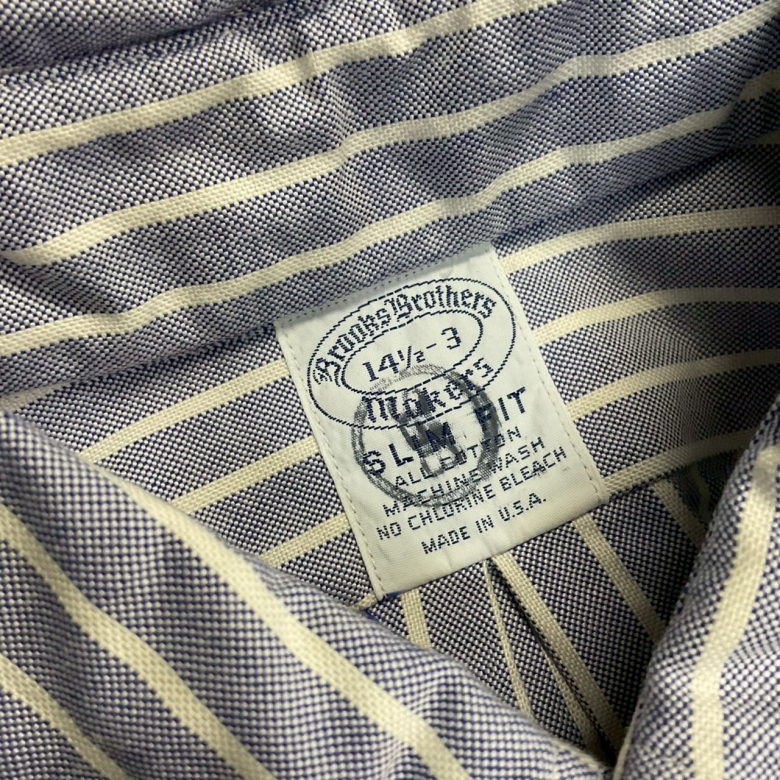 Brooks Brothers
14½-3
Makers
SLIM FIT
ALL COTTON
MACHINE WASH
NO CHLORINE BLEACH
MADE IN U.S.A.